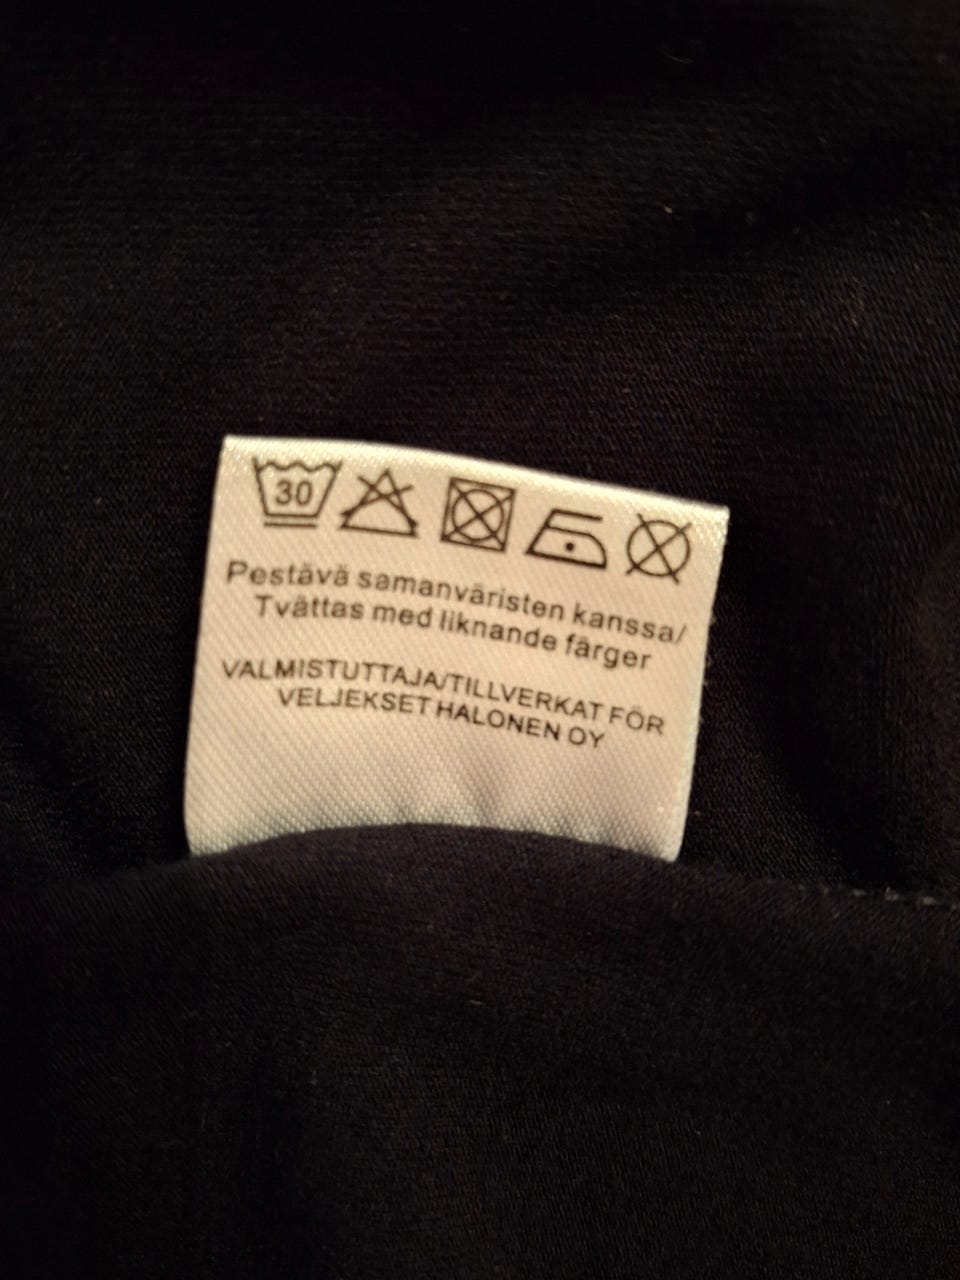 30
Pestävä samanväristen kanssa/
Tvättas med liknande färger
VALMISTUTTAJA/TILLVERKAT FÖR
VELJEKSET HALONEN OY